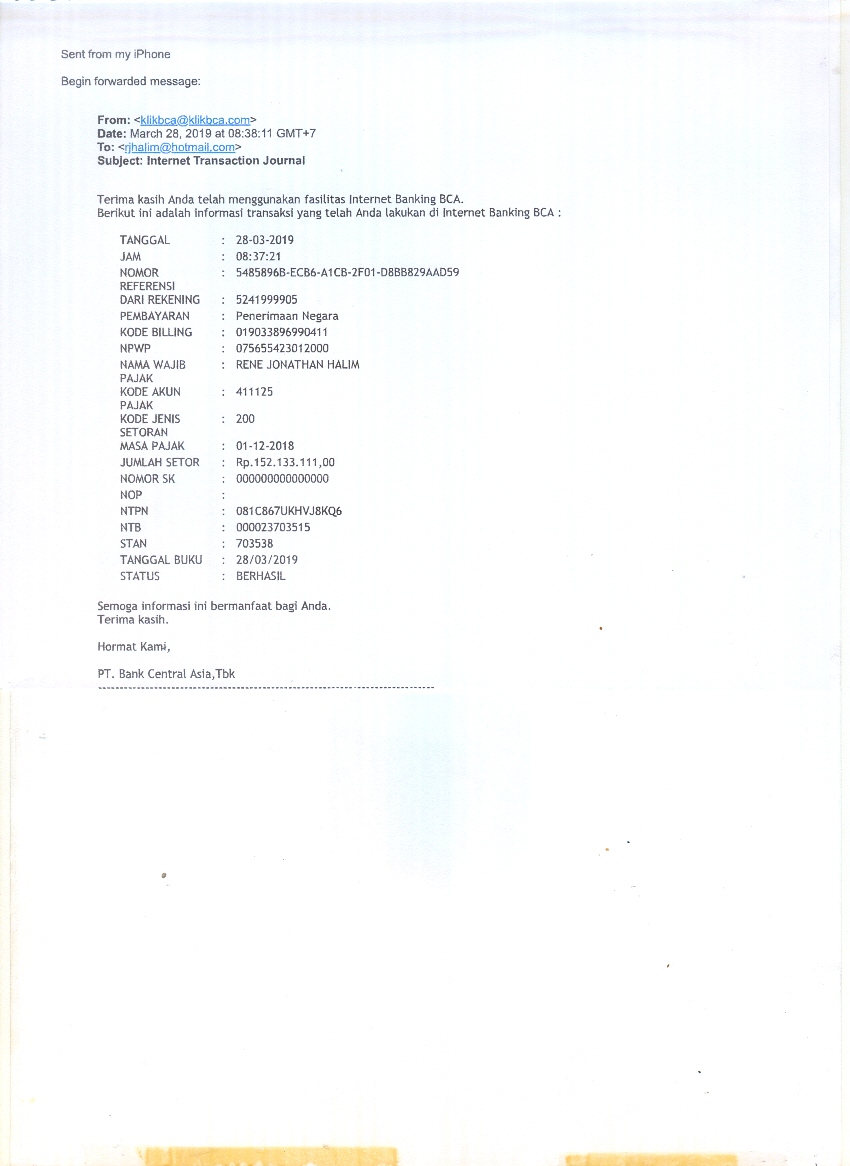 Sent from my iPhone
Begin forwarded message:
From: <klikbca@klikbca.com>
Date: March 28, 2019 at 08:38:11 GMT+7
To: <rjhalim@hotmail.com>
Subject: Internet Transaction Journal
Terima kasih Anda telah menggunakan fasilitas Internet Banking BCA.
Berikut ini adalah informasi transaksi yang telah Anda lakukan di Internet Banking BCA :
TANGGAL : 28-03-2019
JAM : 08:37:21
NOMOR : 5485896B-ECB6-A1CB-2F01-D8BB829AAD59
REFERENSI
DARI REKENING : 5241999905
PEMBAYARAN : Penerimaan Negara
KODE BILLING : 019033896990411
NPWP : 075655423012000
NAMA WAJIB : RENE JONATHAN HALIM
PAJAK
KODE AKUN : 411125
PAJAK
KODE JENIS : 200
SETORAN
MASA PAJAK : 01-12-2018
JUMLAH SETOR : Rp.152.133.111,00
NOMOR SK : 000000000000000
NOP :
NTPN : 081C867UKHVJ8KQ6
NTB : 000023703515
STAN : 703538
TANGGAL BUKU : 28/03/2019
STATUS : BERHASIL
Semoga informasi ini bermanfaat bagi Anda.
Terima kasih.
Hormat Kami,
PT. Bank Central Asia,Tbk